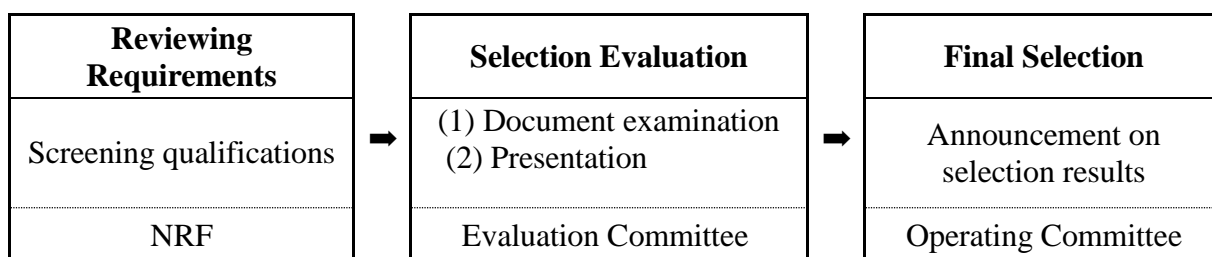 Reviewing
Requirements
Screening qualifications
NRF
➡
Selection Evaluation
(1) Document examination
(2) Presentation
Evaluation Committee
➡
Final Selection
Announcement on
selection results
Operating Committee